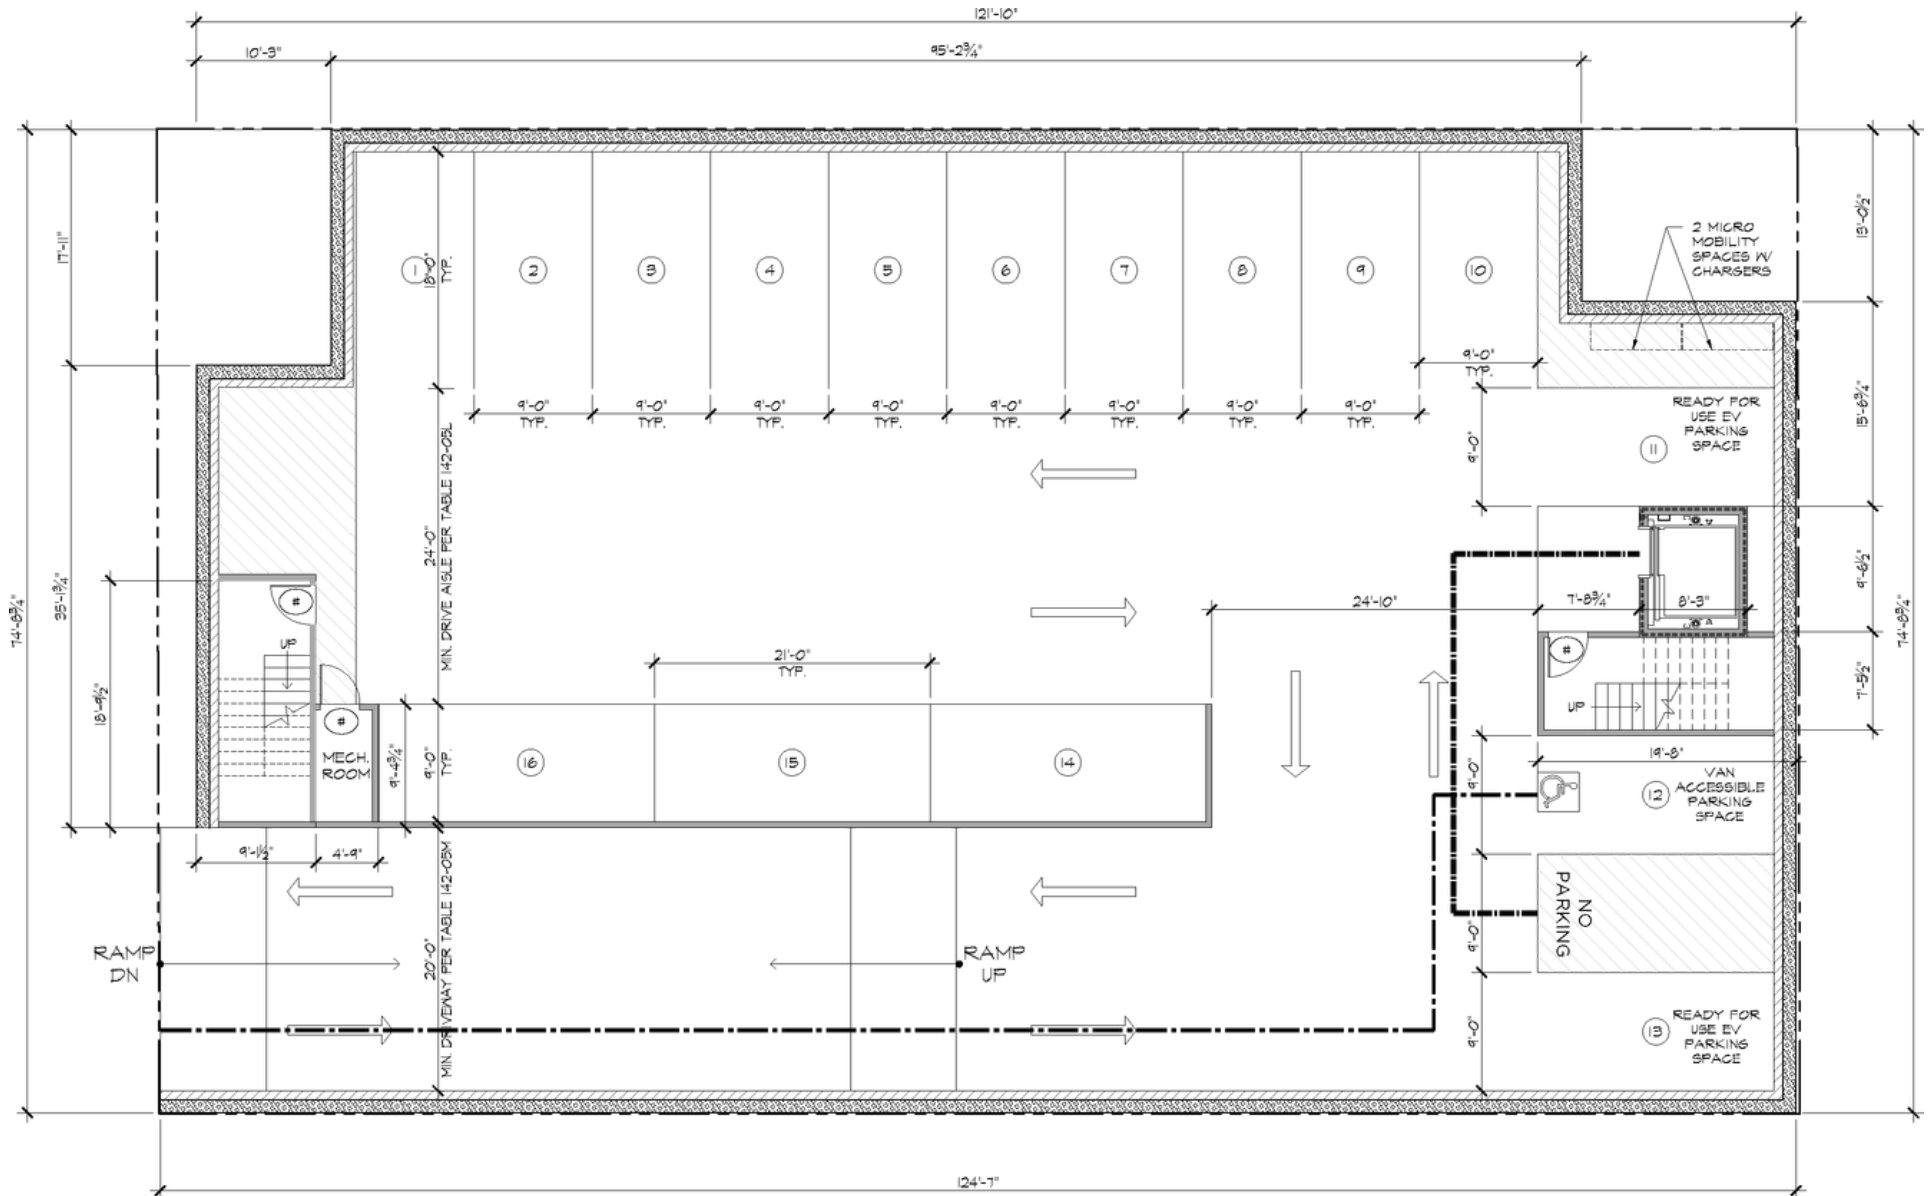 121'-10"
10'-3"
95'-2¾"
17'-11"
35'-1¾"
74'-8¾"
18'-9½"
13'-0½"
15'-6¾"
9'-6½"
7'-5½"
74'-8¾"
1
2
3
4
5
6
7
8
9
10
18'-0"
TYP.
2 MICRO
MOBILITY
SPACES W/
CHARGERS
9'-0"
TYP.
9'-0"
TYP.
9'-0"
TYP.
9'-0"
TYP.
9'-0"
TYP.
9'-0"
TYP.
9'-0"
TYP.
9'-0"
TYP.
9'-0"
TYP.
READY FOR
USE EV
PARKING
SPACE
11
9'-0"
24'-0"
MIN. DRIVE AISLE PER TABLE 142-05L
24'-10"
7'-8¾"
8'-3"
#
UP
#
MECH.
ROOM
21'-0"
TYP.
#
UP
19'-8"
9'-4¾"
9'-0"
TYP.
16
15
14
9'-0"
12
VAN
ACCESSIBLE
PARKING
SPACE
9'-1½"
4'-9"
NO
PARKING
9'-0"
RAMP
DN
RAMP
UP
20'-0"
MIN. DRIVEWAY PER TABLE 142-05M
9'-0"
13
READY FOR
USE EV
PARKING
SPACE
124'-7"